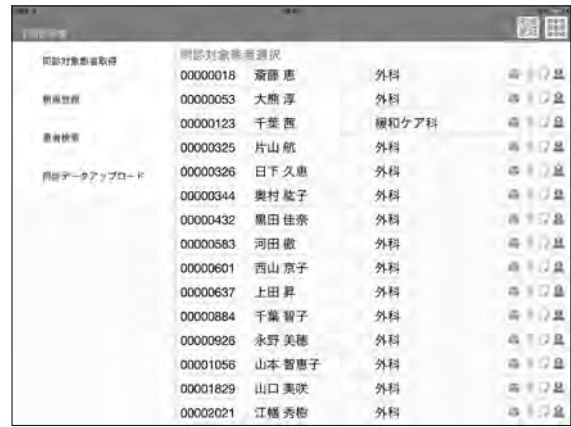 問診対象患者取得
新規登録
患者検索
問診データアップロード
問診対象患者選択
00000018 斎藤 恵 外科
00000053 大熊 淳 外科
00000123 千葉 茜 緩和ケア科
00000325 片山 航 外科
00000326 日下 久恵 外科
00000344 奥村 紘子 外科
00000432 黒田 佳奈 外科
00000583 河田 徹 外科
00000601 西山 京子 外科
00000637 上田 昇 外科
00000884 千葉 智子 外科
00000926 永野 美穂 外科
00001056 山本 智恵子 外科
00001829 山口 美咲 外科
00002021 江幡 秀樹 外科